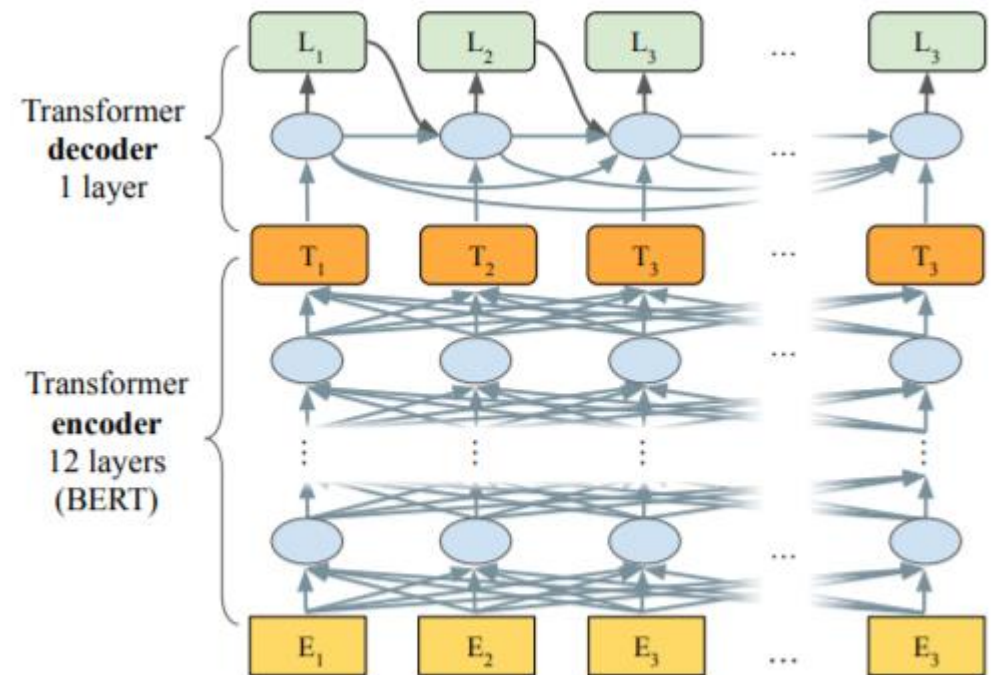 L₁ L₂ L₃ ... L₃
Transformer
decoder
1 layer
...
T₁ T₂ T₃ ... T₃
...
Transformer
encoder
12 layers
(BERT)
⋮ ⋮ ⋮ ⋮
...
E₁ E₂ E₃ ... E₃